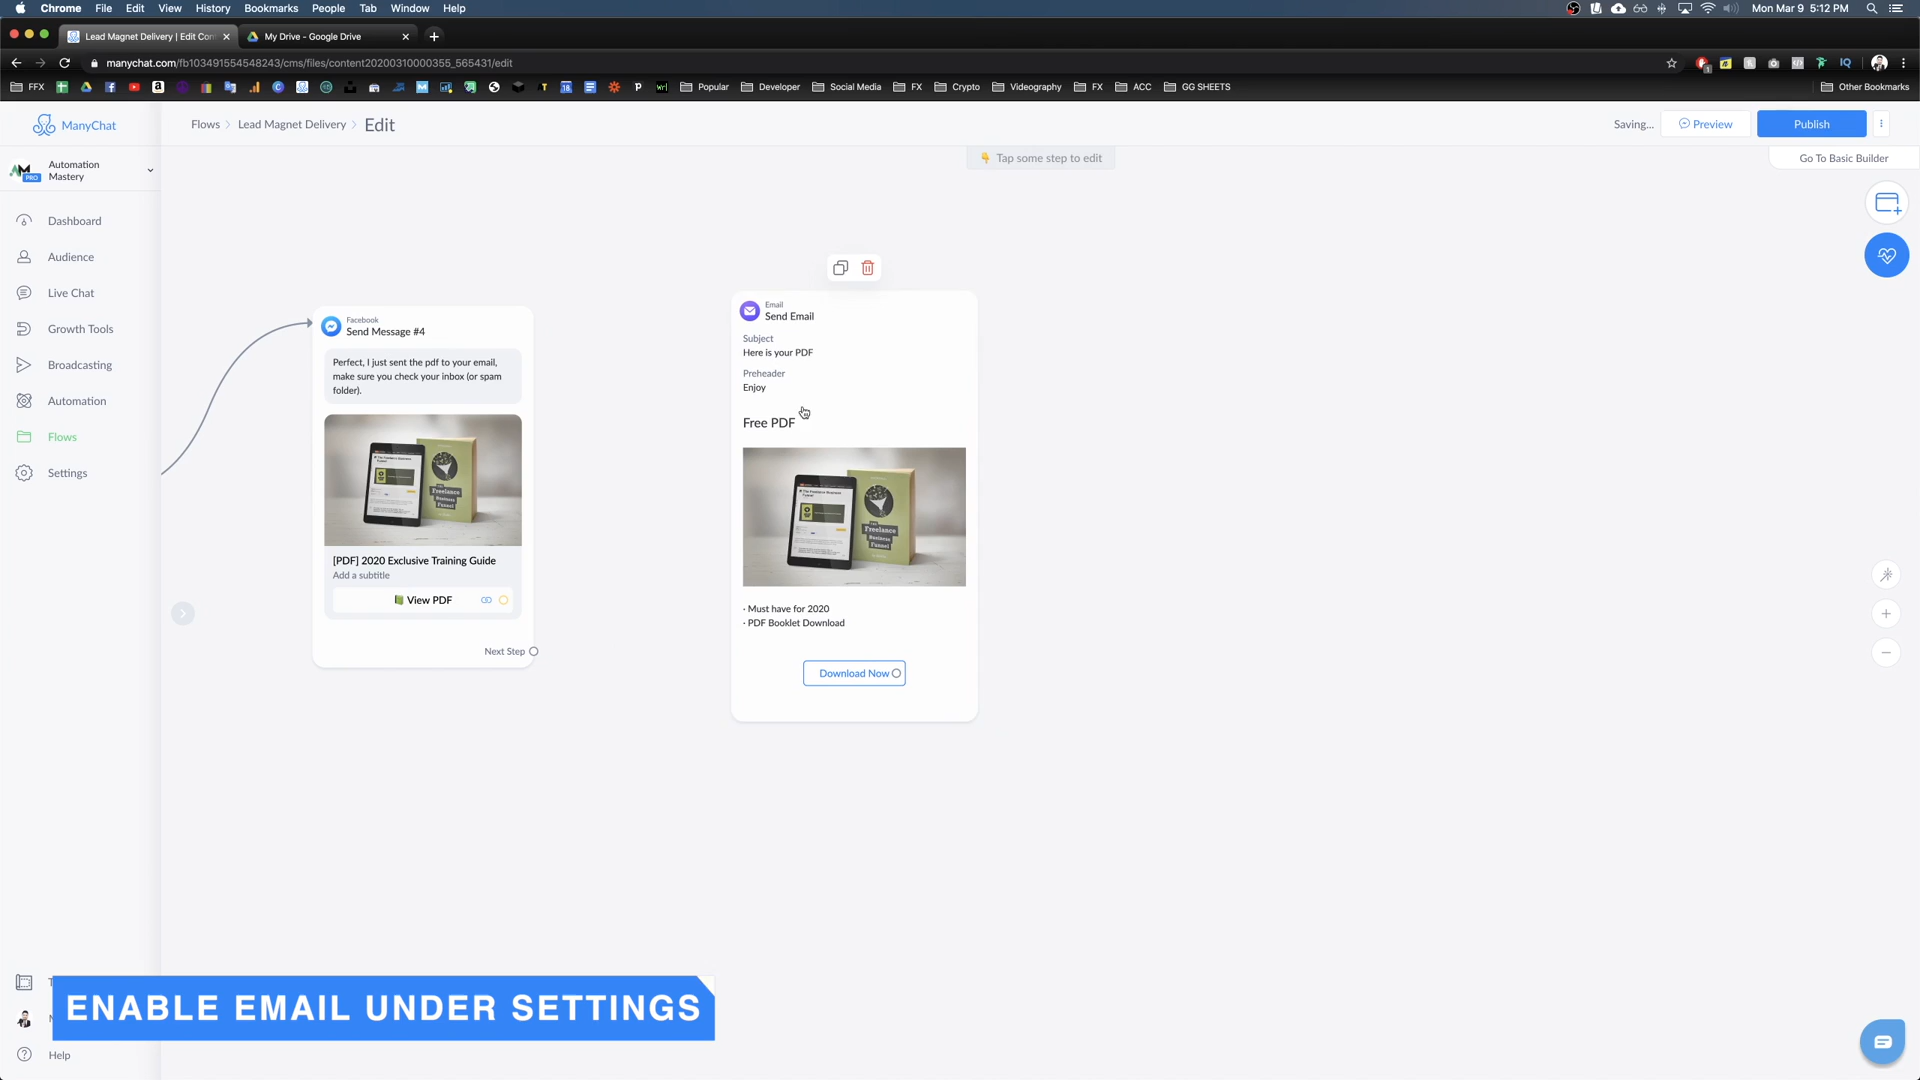 Chrome File Edit View History Bookmarks People Tab Window Help
Mon Mar 9 5:12 PM
Lead Magnet Delivery | Edit Con
My Drive - Google Drive
manychat.com/fb103491554548243/cms/files/content20200310000355_565431/edit
FFX
Popular
Developer
Social Media
FX
Crypto
Videography
FX
ACC
GG SHEETS
Other Bookmarks
ManyChat
Flows > Lead Magnet Delivery > Edit
Saving...
Preview
Publish
Tap some step to edit
Go To Basic Builder
Automation
Mastery
PRO
Dashboard
Audience
Live Chat
Growth Tools
Broadcasting
Automation
Flows
Settings
Facebook
Send Message #4
Perfect, I just sent the pdf to your email,
make sure you check your inbox (or spam
folder).
Freelance
Business
Funnel
[PDF] 2020 Exclusive Training Guide
Add a subtitle
View PDF
Next Step
Email
Send Email
Subject
Here is your PDF
Preheader
Enjoy
Free PDF
Freelance
Business
Funnel
· Must have for 2020
· PDF Booklet Download
Download Now
ENABLE EMAIL UNDER SETTINGS
Help